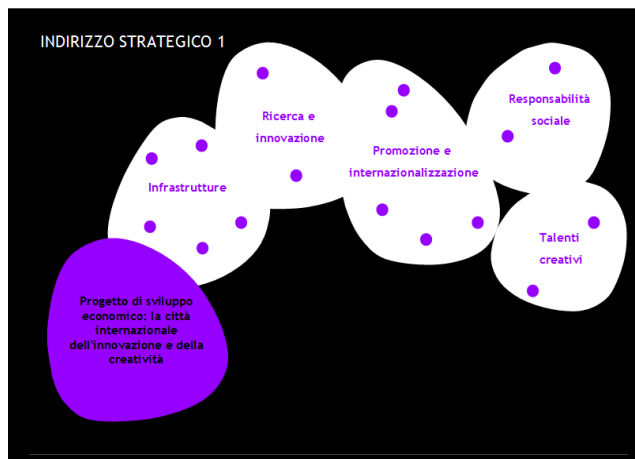 INDIRIZZO STRATEGICO 1
Ricerca e
innovazione
Responsabilità
sociale
Promozione e
internazionalizzazione
Infrastrutture
Talenti
creativi
Progetto di sviluppo
economico: la città
internazionale
dell'innovazione e della
creatività